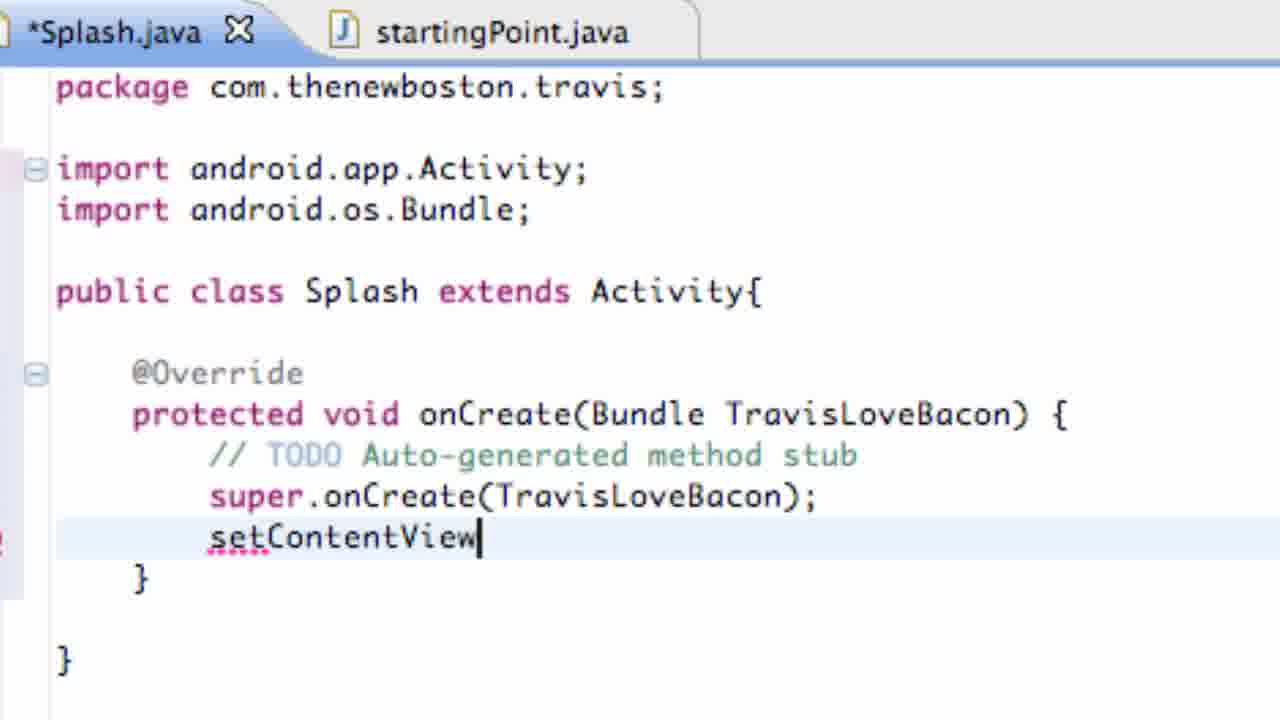 *Splash.java startingPoint.java
package com.thenewboston.travis;
import android.app.Activity;
import android.os.Bundle;
public class Splash extends Activity{
@Override
protected void onCreate(Bundle TravisLoveBacon) {
// TODO Auto-generated method stub
super.onCreate(TravisLoveBacon);
setContentView
}
}